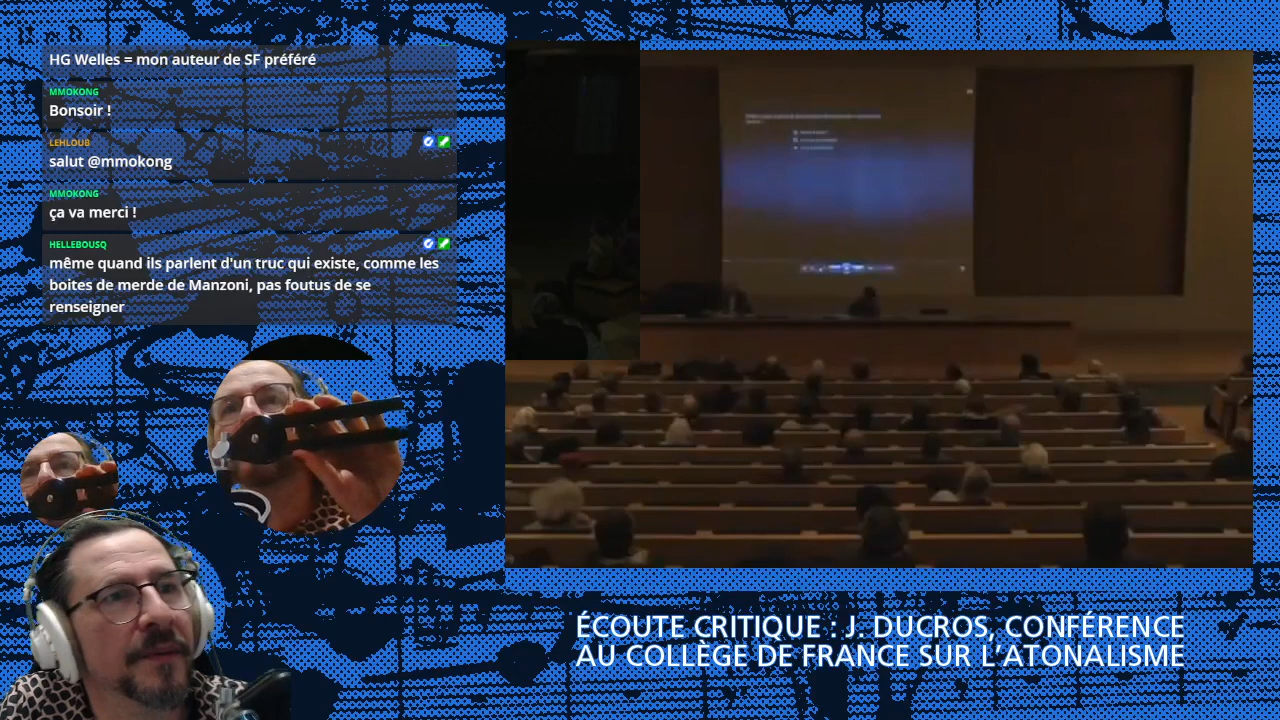 HG Welles = mon auteur de SF préféré
MMOKONG
Bonsoir !
LEHLOUB
salut @mmokong
MMOKONG
ça va merci !
HELLEBOUSQ
même quand ils parlent d'un truc qui existe, comme les
boites de merde de Manzoni, pas foutus de se
renseigner
ÉCOUTE CRITIQUE : J. DUCROS, CONFÉRENCE
AU COLLÈGE DE FRANCE SUR L'ATONALISME